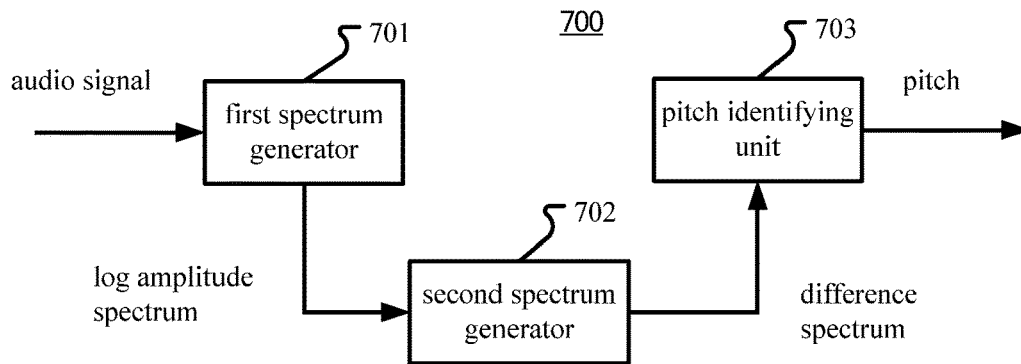 700
701
703
audio signal
first spectrum
generator
pitch identifying
unit
pitch
702
log amplitude
spectrum
second spectrum
generator
difference
spectrum